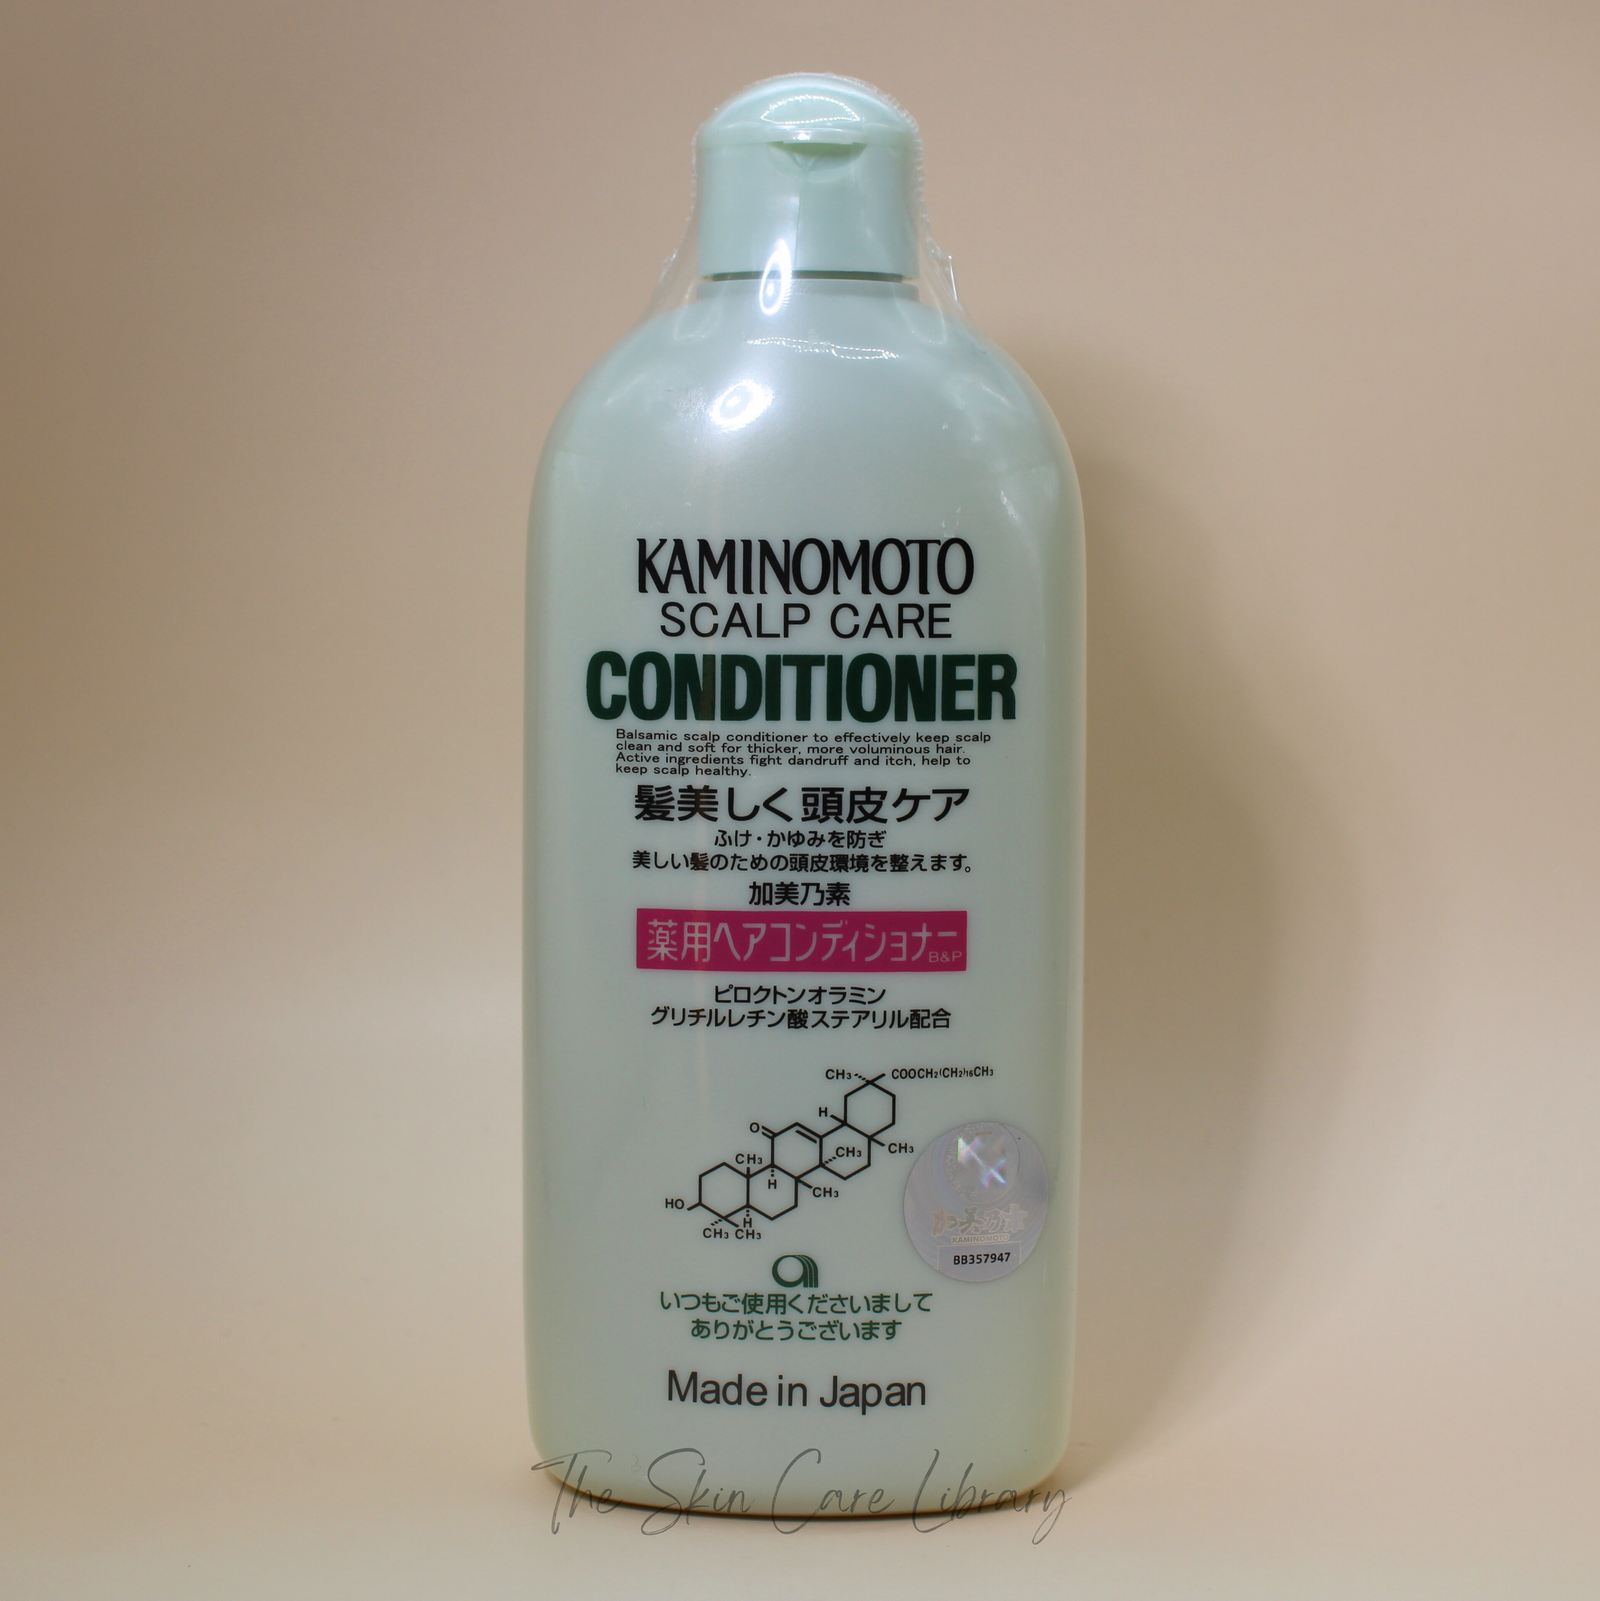 KAMINOMOTO
SCALP CARE
CONDITIONER
Balsamic scalp conditioner to effectively keep scalp
clean and soft for thicker, more voluminous hair.
Active ingredients fight dandruff and itch, help to
keep scalp healthy.
髪美しく頭皮ケア
ふけ・かゆみを防ぎ
美しい髪のための頭皮環境を整えます。
加美乃素
薬用ヘアコンディショナーB&P
ピロクトンオラミン
グリチルレチン酸ステアリル配合
CH3 COOCH2(CH2)16CH3
H
O
CH3
CH3
CH3
H
CH3
HO
H
CH3 CH3
加美乃素
KAMINOMOTO
BB357947
いつもご使用くださいまして
ありがとうございます
Made in Japan
The Skin Care Library